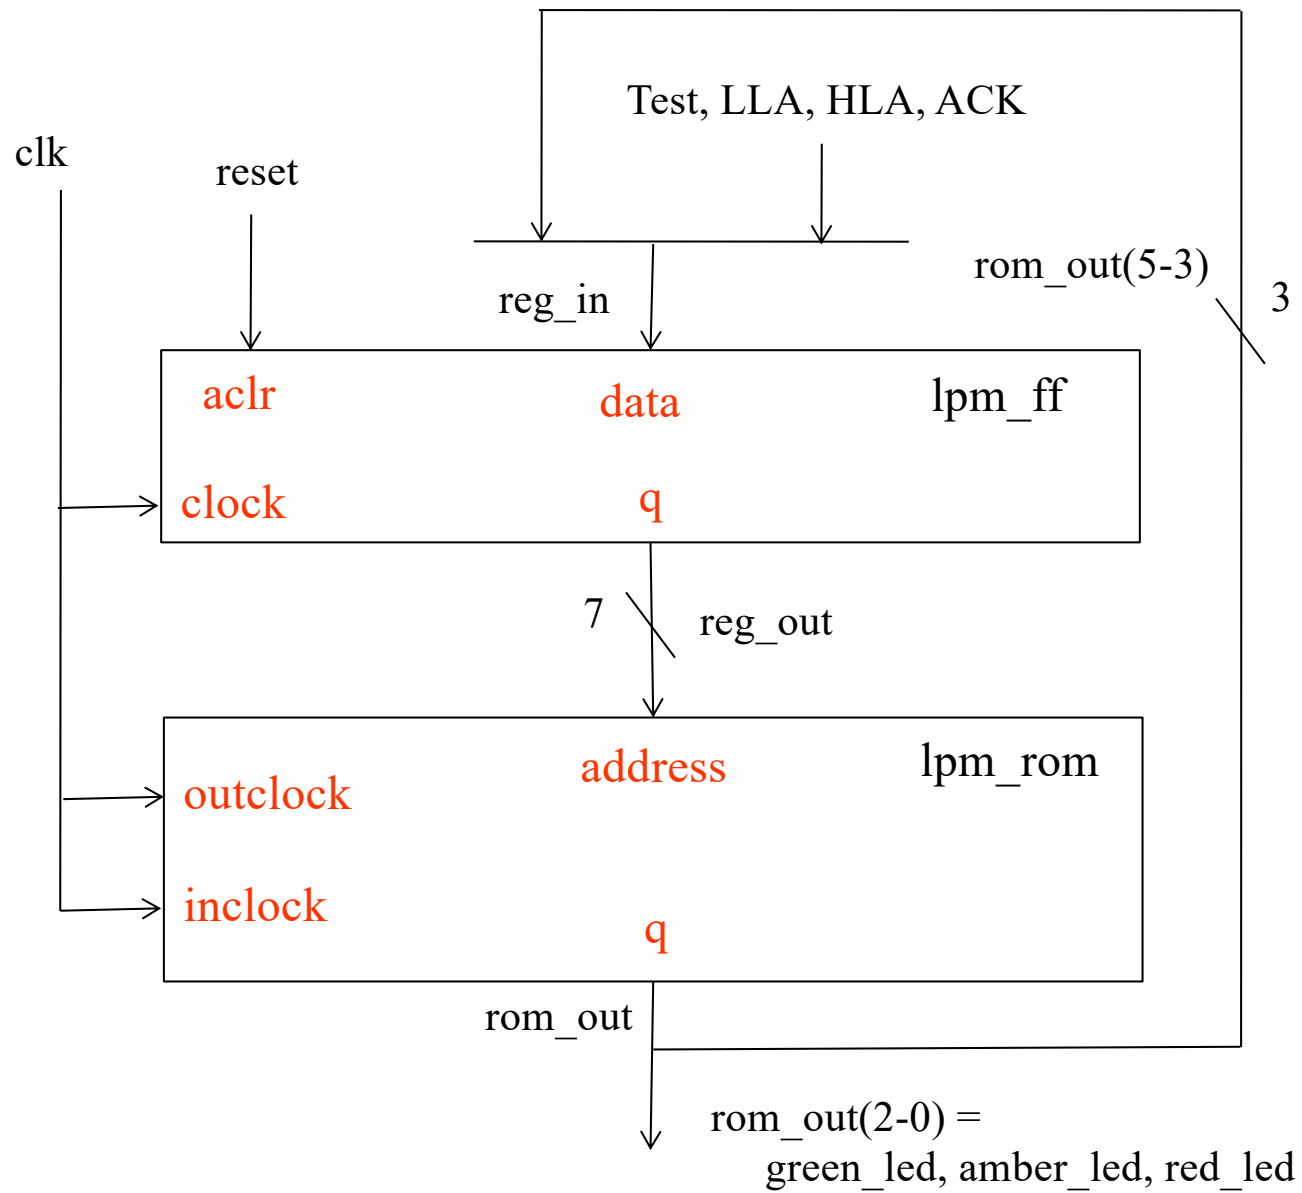 Test, LLA, HLA, ACK
clk
reset
rom_out(5-3)
3
reg_in
aclr
data
lpm_ff
clock
q
7
reg_out
address
lpm_rom
outclock
inclock
q
rom_out
rom_out(2-0) =
green_led, amber_led, red_led